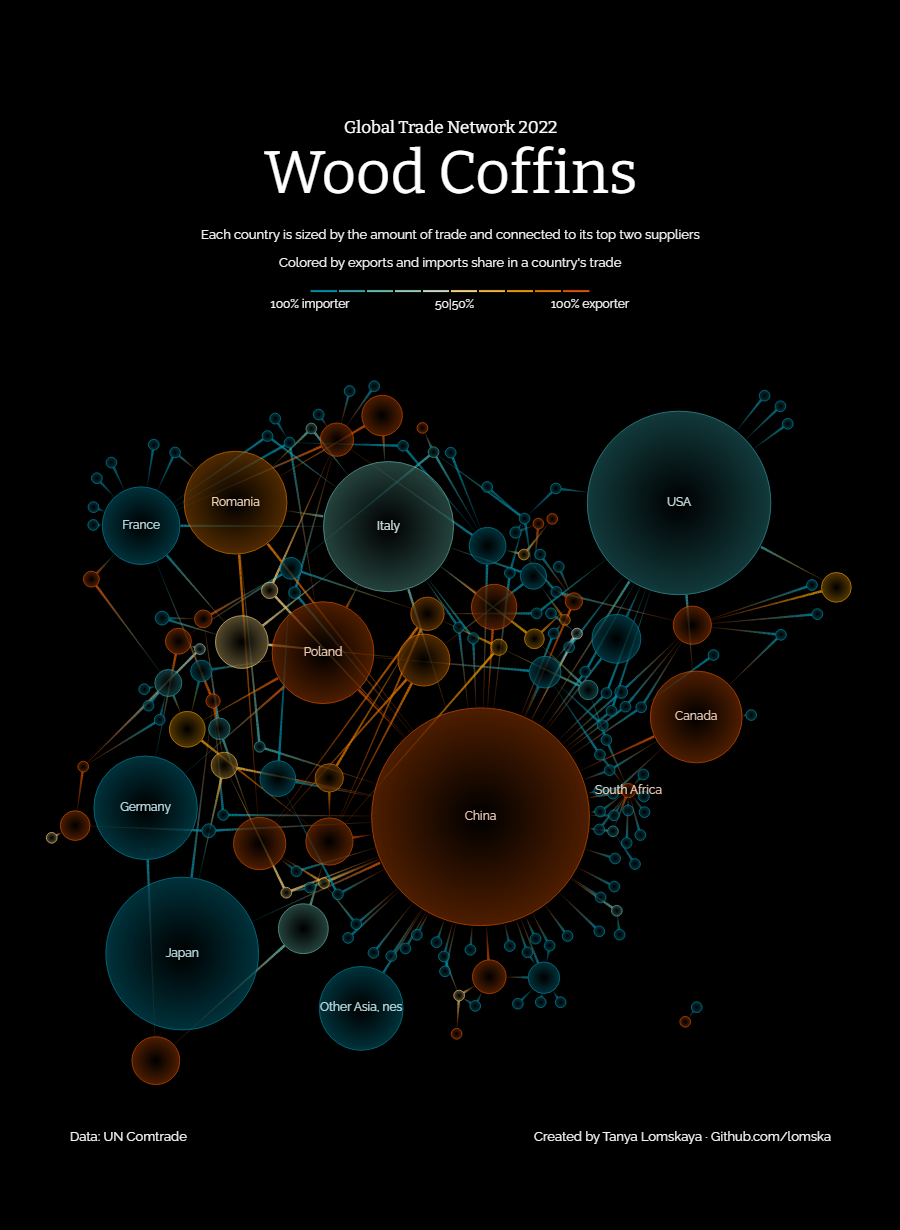 Global Trade Network 2022
Wood Coffins
Each country is sized by the amount of trade and connected to its top two suppliers
Colored by exports and imports share in a country's trade
100% importer 50|50% 100% exporter
Romania
USA
France
Italy
Poland
Canada
South Africa
Germany
China
Japan
Other Asia, nes
Data: UN Comtrade
Created by Tanya Lomskaya · Github.com/lomska